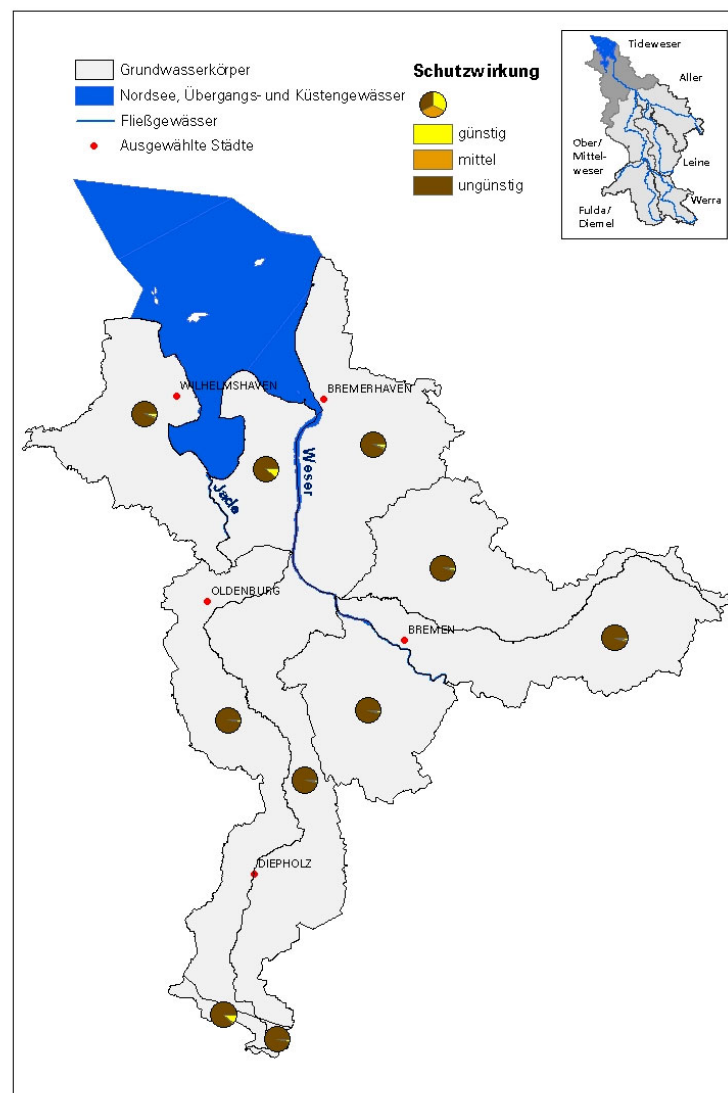 Grundwasserkörper
Nordsee, Übergangs- und Küstengewässer
Fließgewässer
Ausgewählte Städte
Schutzwirkung
günstig
mittel
ungünstig
Tideweser
Aller
Ober/
Mittel-
weser
Leine
Werra
Fulda/
Diemel
WILHELMSHAVEN
BREMERHAVEN
Weser
Jade
OLDENBURG
BREMEN
DIEPHOLZ